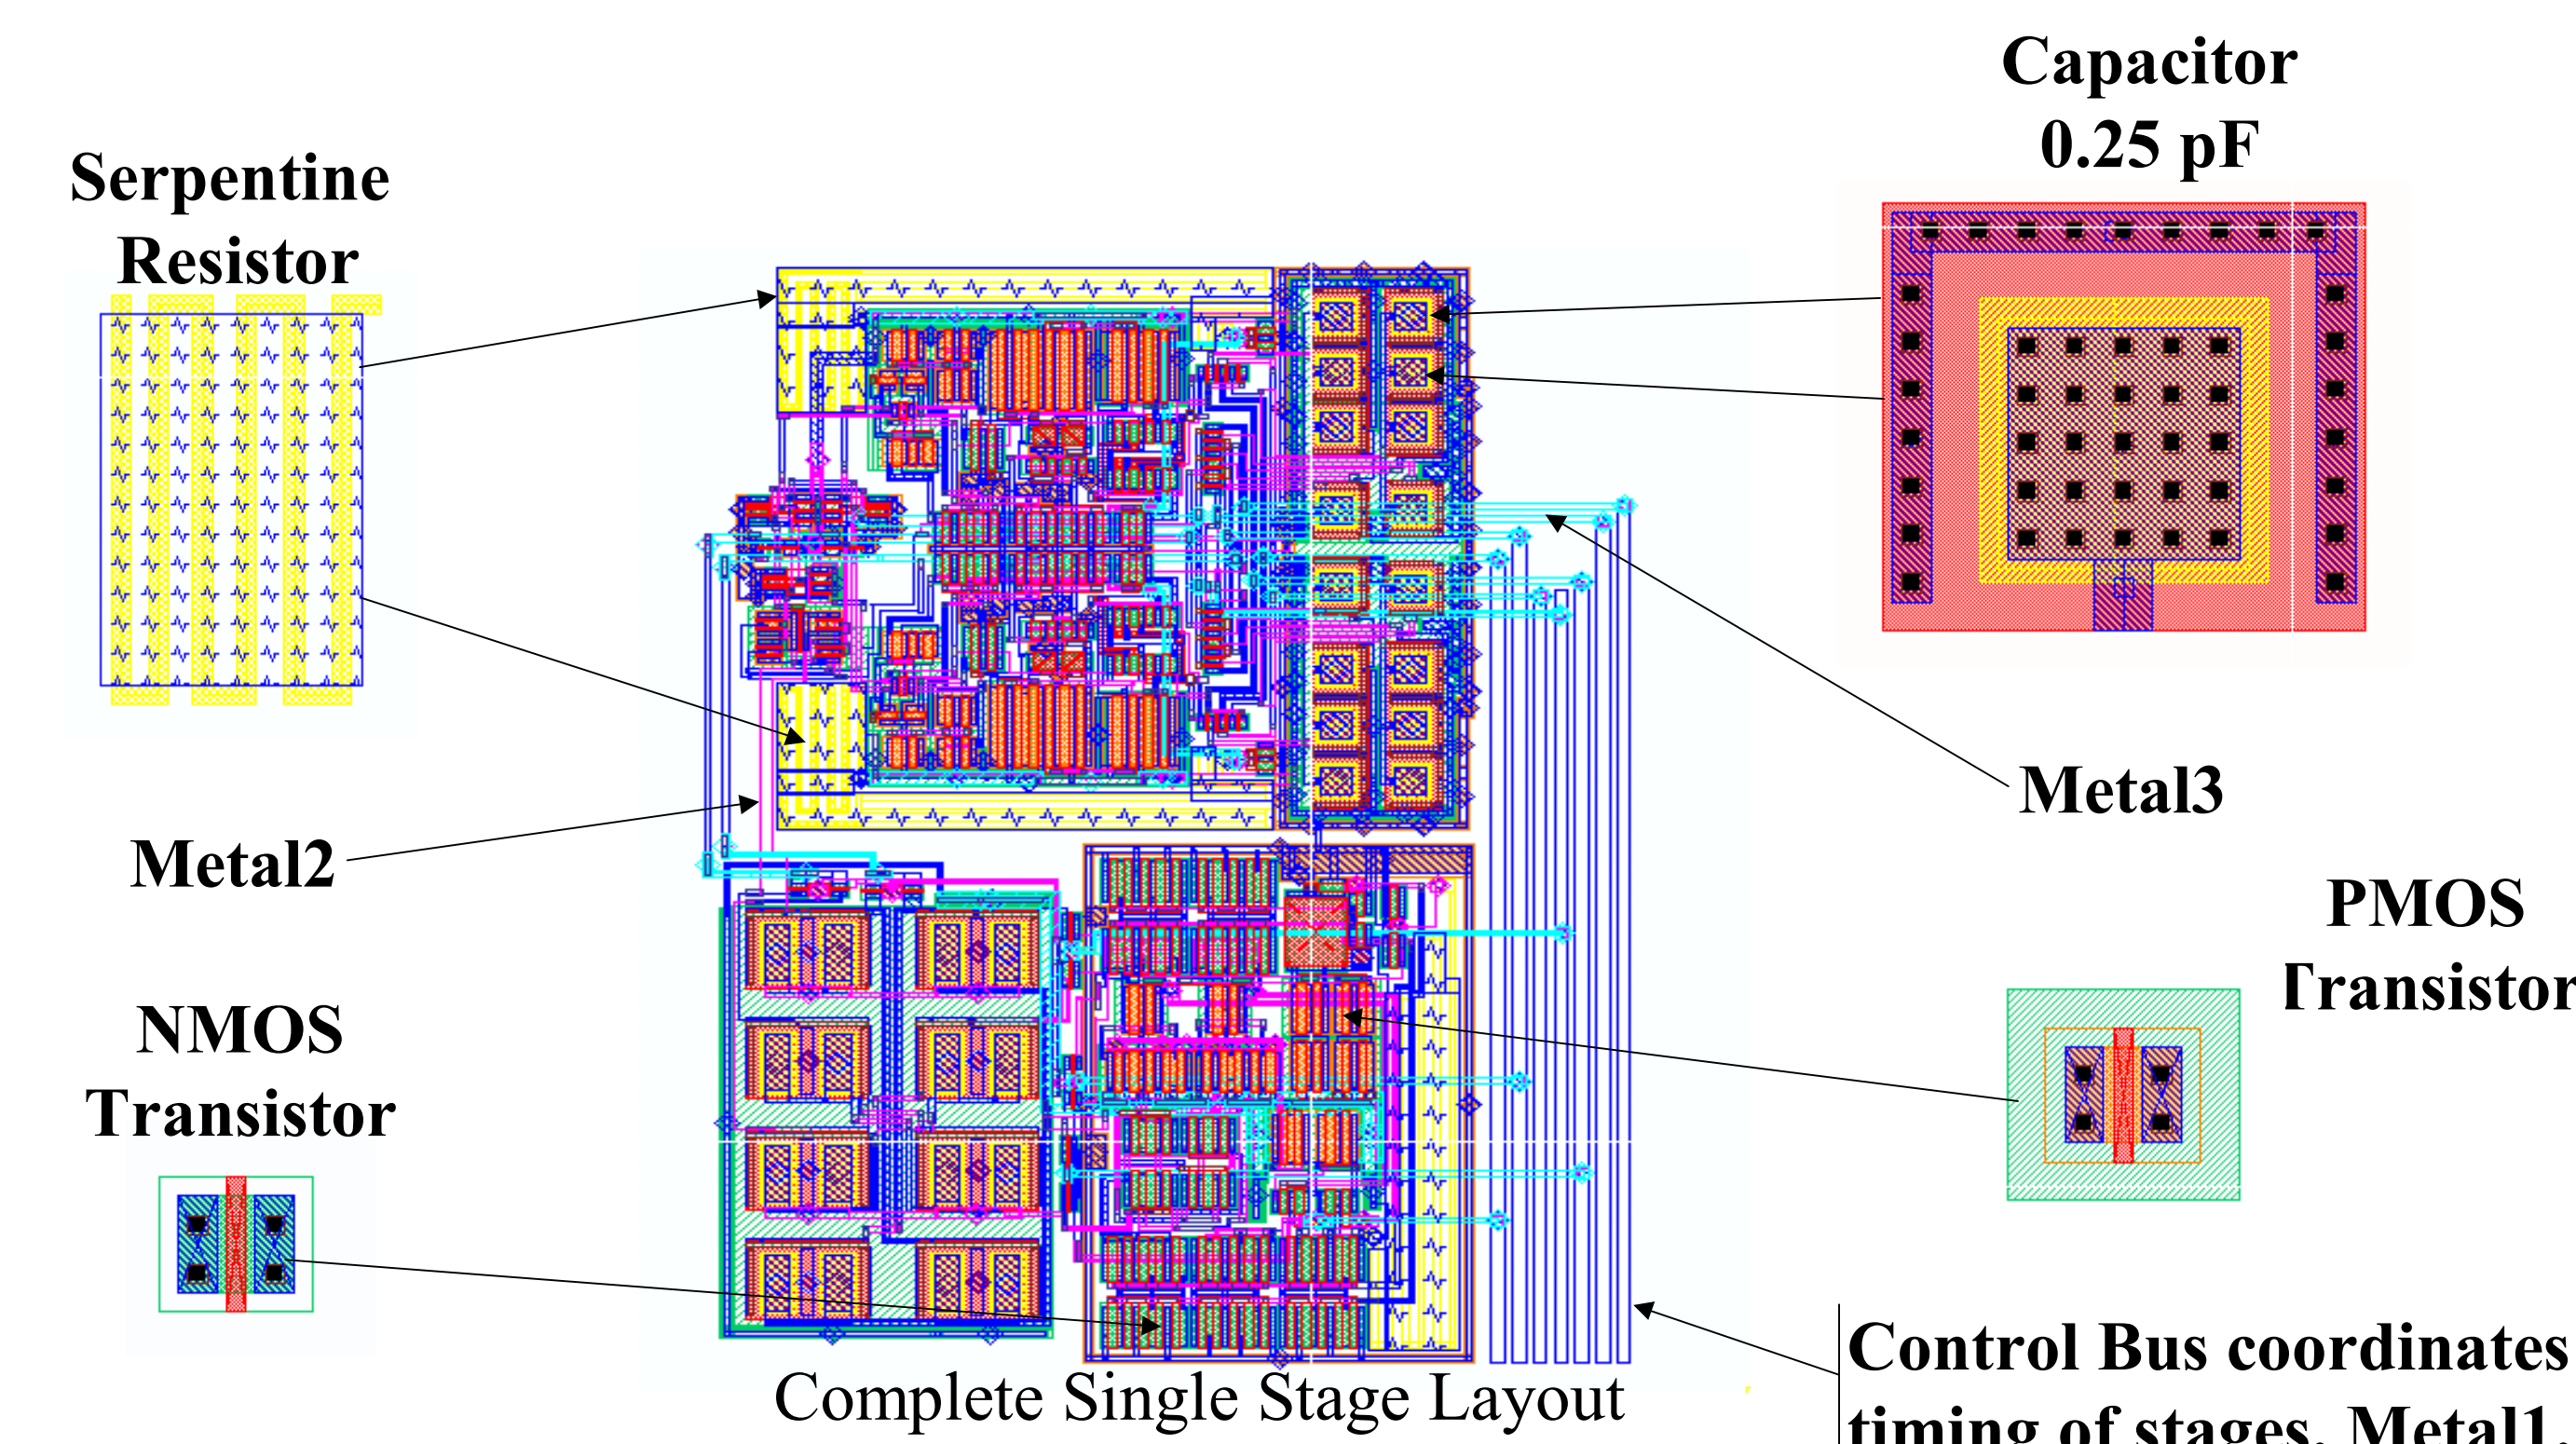 Capacitor
0.25 pF
Serpentine
Resistor
Metal3
Metal2
PMOS
Transistor
NMOS
Transistor
Control Bus coordinates
timing of stages. Metal1.
Complete Single Stage Layout